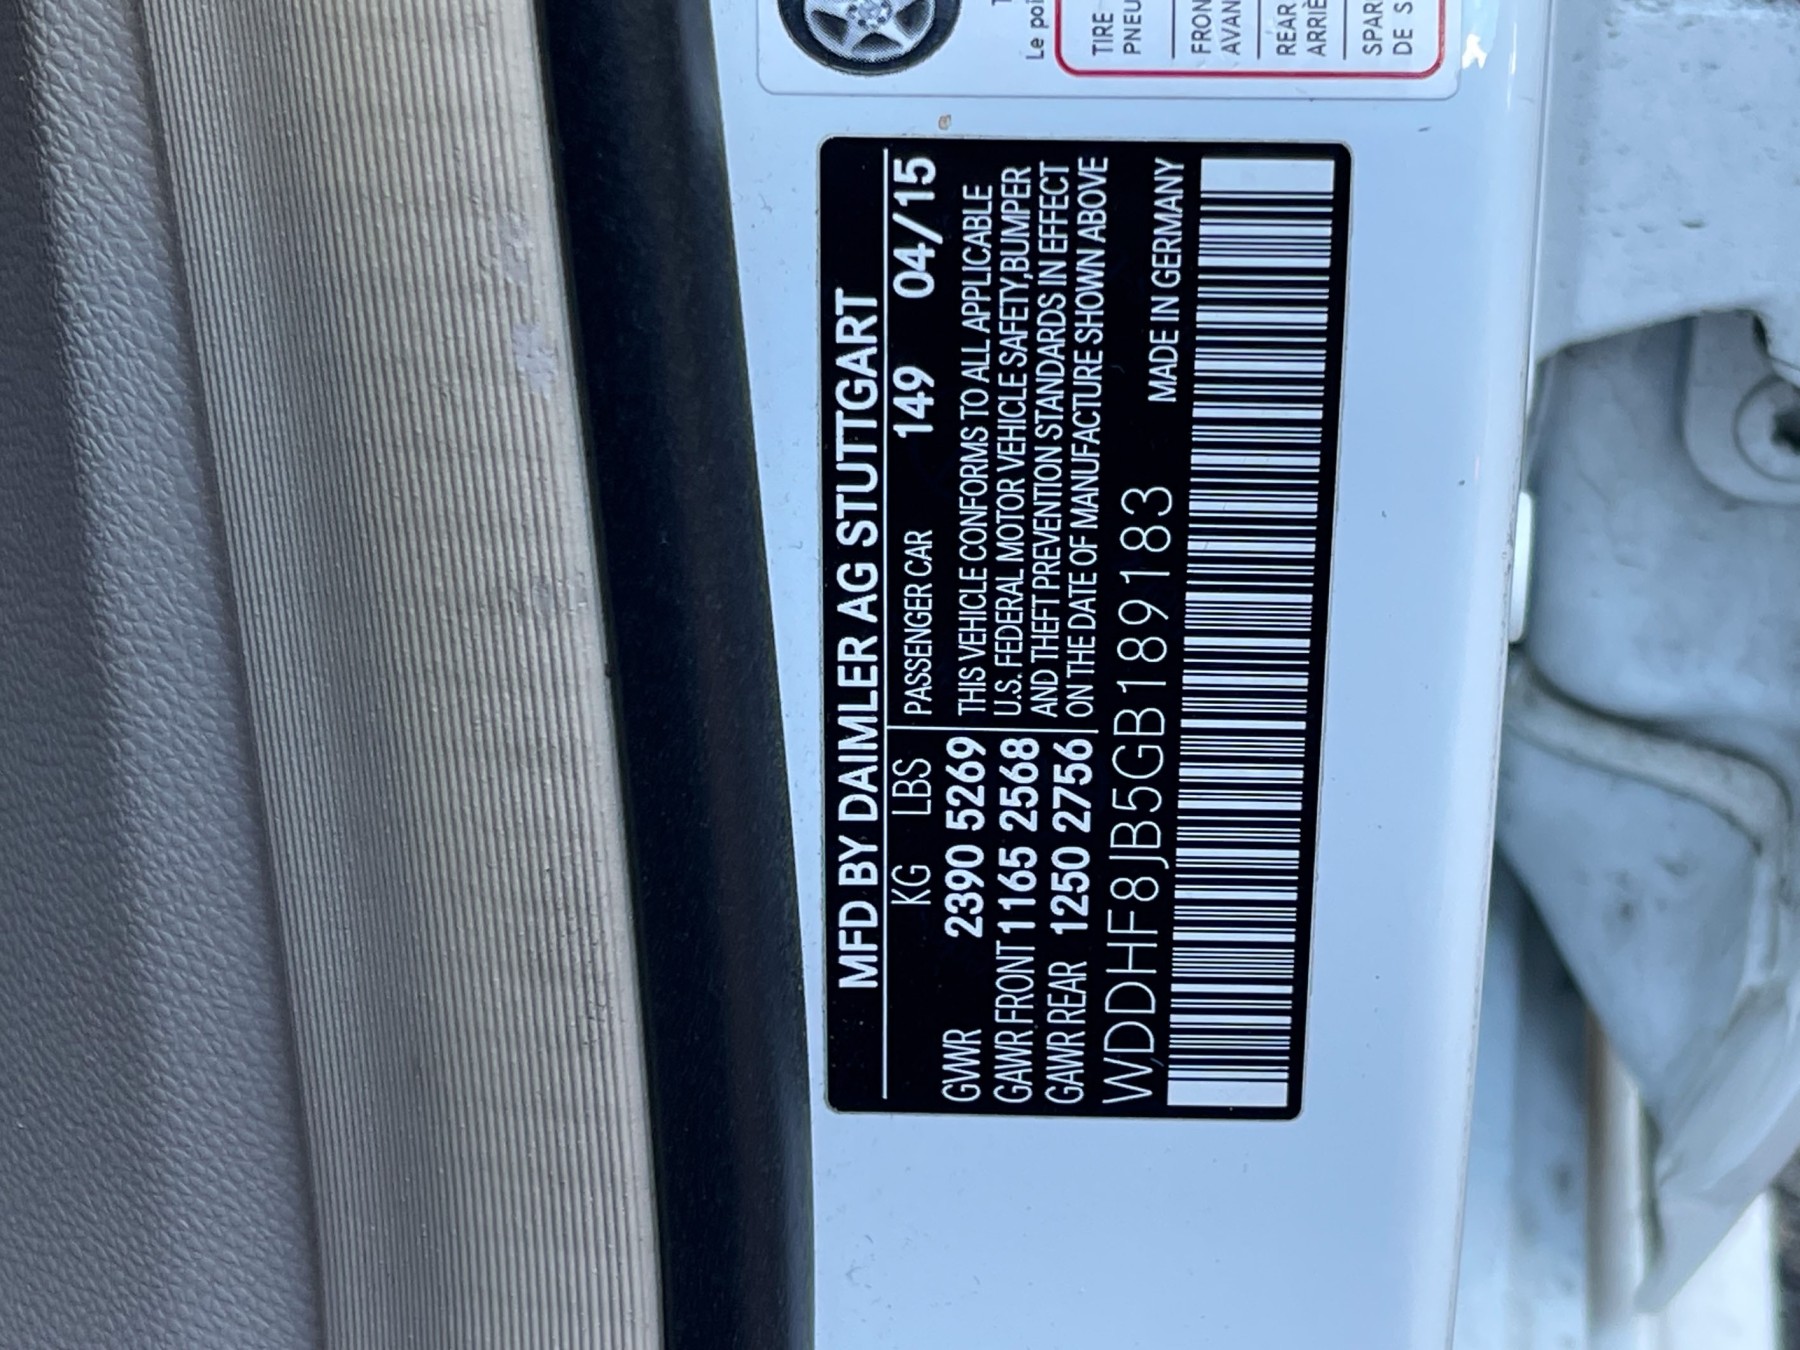 MFD BY DAIMLER AG STUTTGART
KG LBS PASSENGER CAR 149 04/15
GVWR 2390 5269
GAWR FRONT 1165 2568
GAWR REAR 1250 2756
THIS VEHICLE CONFORMS TO ALL APPLICABLE
U.S. FEDERAL MOTOR VEHICLE SAFETY,BUMPER
AND THEFT PREVENTION STANDARDS IN EFFECT
ON THE DATE OF MANUFACTURE SHOWN ABOVE
WDDHF8JB5GB189183
MADE IN GERMANY
Le poi
TIRE
PNEU
FRON
AVAN
REAR
ARRIÈ
SPAR
DE S